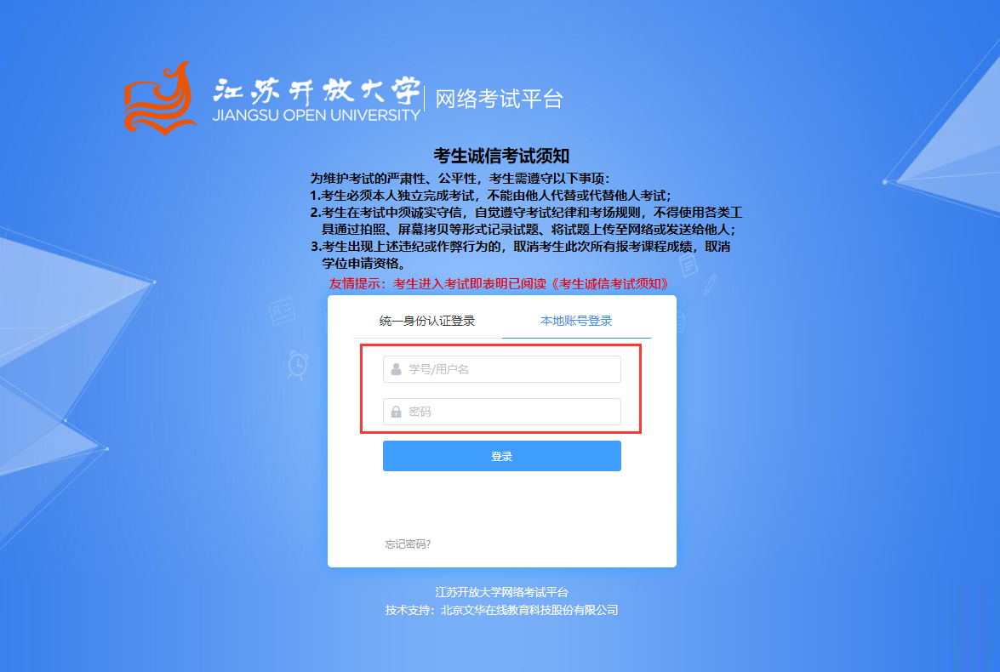 江苏开放大学
JIANGSU OPEN UNIVERSITY
网络考试平台
考生诚信考试须知
为维护考试的严肃性、公平性，考生需遵守以下事项：
1.考生必须本人独立完成考试，不能由他人代替或代替他人考试；
2.考生在考试中须诚实守信，自觉遵守考试纪律和考场规则，不得使用各类工
具通过拍照、屏幕拷贝等形式记录试题、将试题上传至网络或发送给他人；
3.考生出现上述违纪或作弊行为的，取消考生此次所有报考课程成绩，取消
学位申请资格。
友情提示：考生进入考试即表明已阅读《考生诚信考试须知》
统一身份认证登录
本地账号登录
学号/用户名
密码
登录
忘记密码?
江苏开放大学网络考试平台
技术支持：北京文华在线教育科技股份有限公司